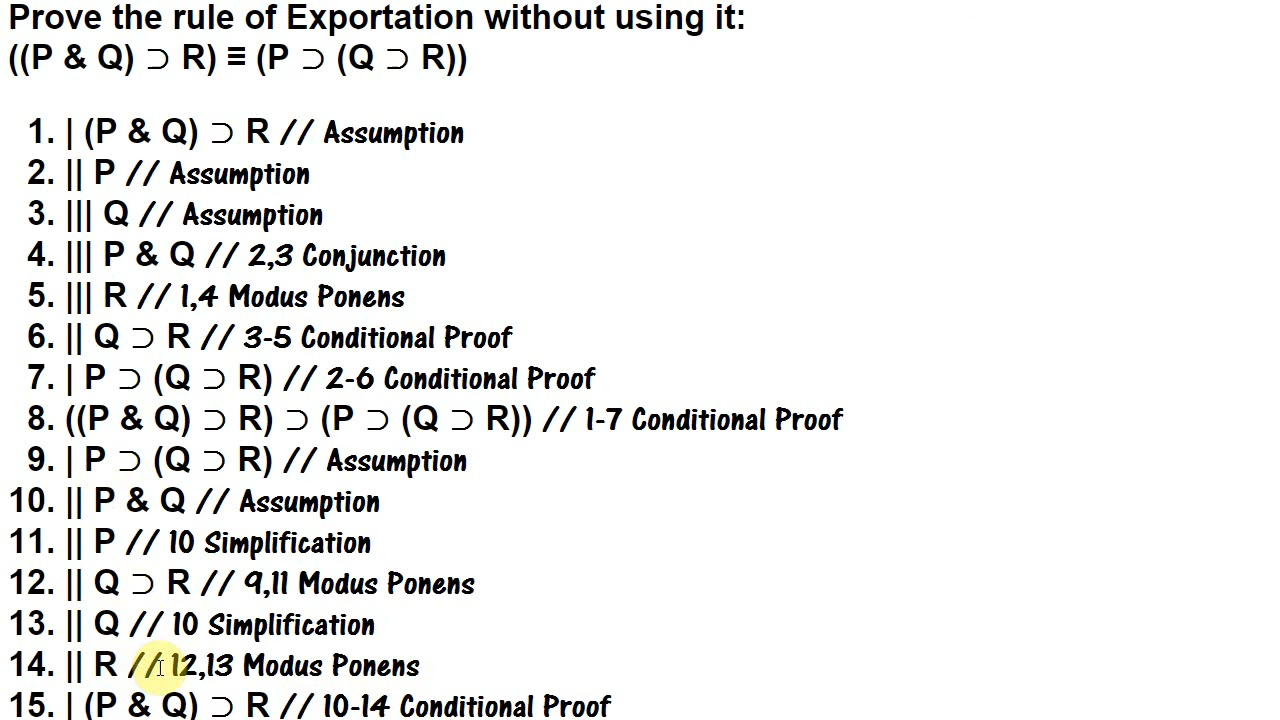 Prove the rule of Exportation without using it:
((P & Q) ⊃ R) ≡ (P ⊃ (Q ⊃ R))
1. | (P & Q) ⊃ R // Assumption
2. || P // Assumption
3. ||| Q // Assumption
4. ||| P & Q // 2,3 Conjunction
5. ||| R // 1,4 Modus Ponens
6. || Q ⊃ R // 3-5 Conditional Proof
7. | P ⊃ (Q ⊃ R) // 2-6 Conditional Proof
8. ((P & Q) ⊃ R) ⊃ (P ⊃ (Q ⊃ R)) // 1-7 Conditional Proof
9. | P ⊃ (Q ⊃ R) // Assumption
10. || P & Q // Assumption
11. || P // 10 Simplification
12. || Q ⊃ R // 9,11 Modus Ponens
13. || Q // 10 Simplification
14. || R // 12,13 Modus Ponens
15. | (P & Q) ⊃ R // 10-14 Conditional Proof